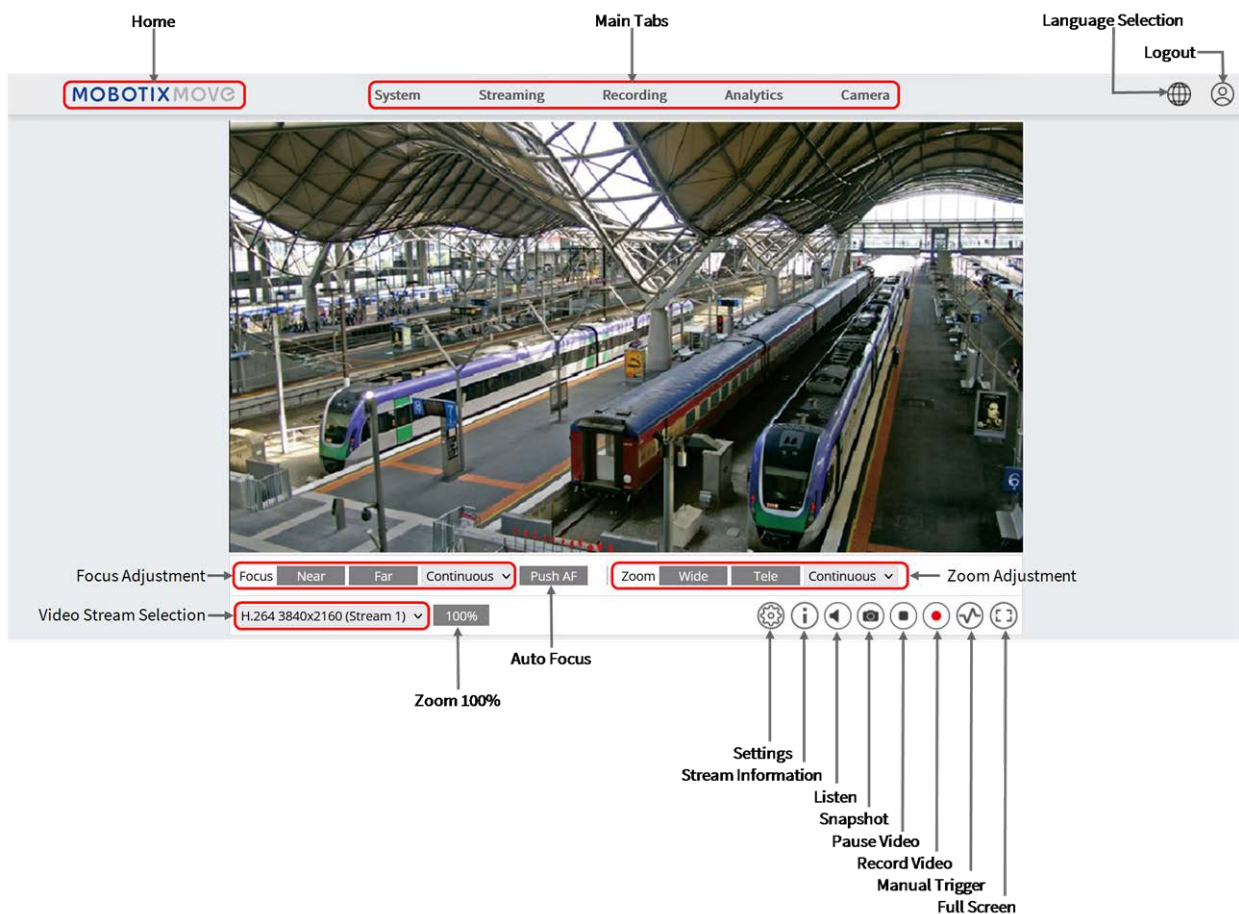 Home
Main Tabs
Language Selection
Logout
MOBOTIX MOVE
System Streaming Recording Analytics Camera
6
Focus Adjustment
Focus Near Far Continuous Push AF Zoom Wide Tele Continuous
Zoom Adjustment
Video Stream Selection
H.264 3840x2160 (Stream 1) 100%
Auto Focus
Zoom 100%
Settings
Stream Information
Listen
Snapshot
Pause Video
Record Video
Manual Trigger
Full Screen